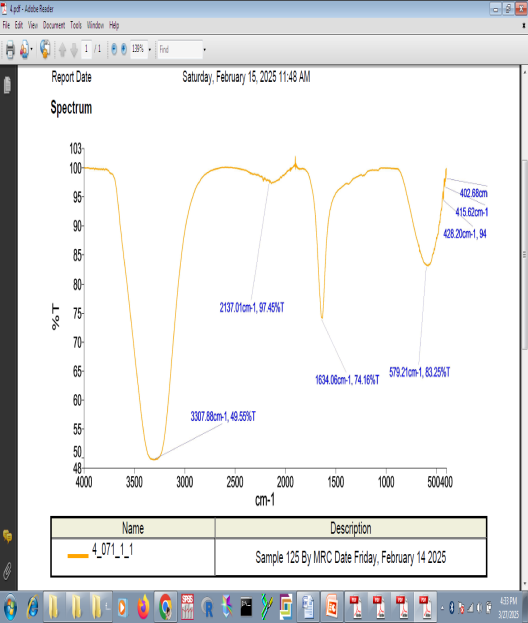 4.pdf - Adobe Reader
File Edit View Document Tools Window Help
1 / 1 139% Find
Report Date Saturday, February 15, 2025 11:48 AM
Spectrum
103
100
95
90
85
80
75
70
65
60
55
50
48
%T
402.68cm
415.62cm-1
428.20cm-1, 94
2137.01cm-1, 97.45%T
1634.06cm-1, 74.16%T
579.21cm-1, 83.25%T
3307.88cm-1, 49.55%T
4000 3500 3000 2500 2000 1500 1000 500 400
cm-1
Name Description
4_071_1_1 Sample 125 By MRC Date Friday, February 14 2025
4:33 PM
3/27/2025